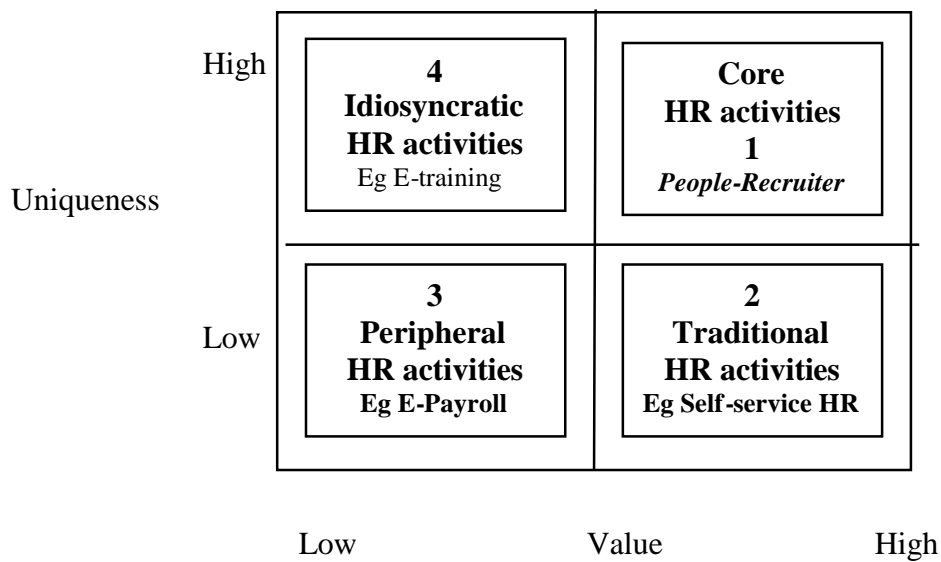 High
4
Idiosyncratic
HR activities
Eg E-training
Core
HR activities
1
People-Recruiter
Uniqueness
Low
3
Peripheral
HR activities
Eg E-Payroll
2
Traditional
HR activities
Eg Self-service HR
Low Value High